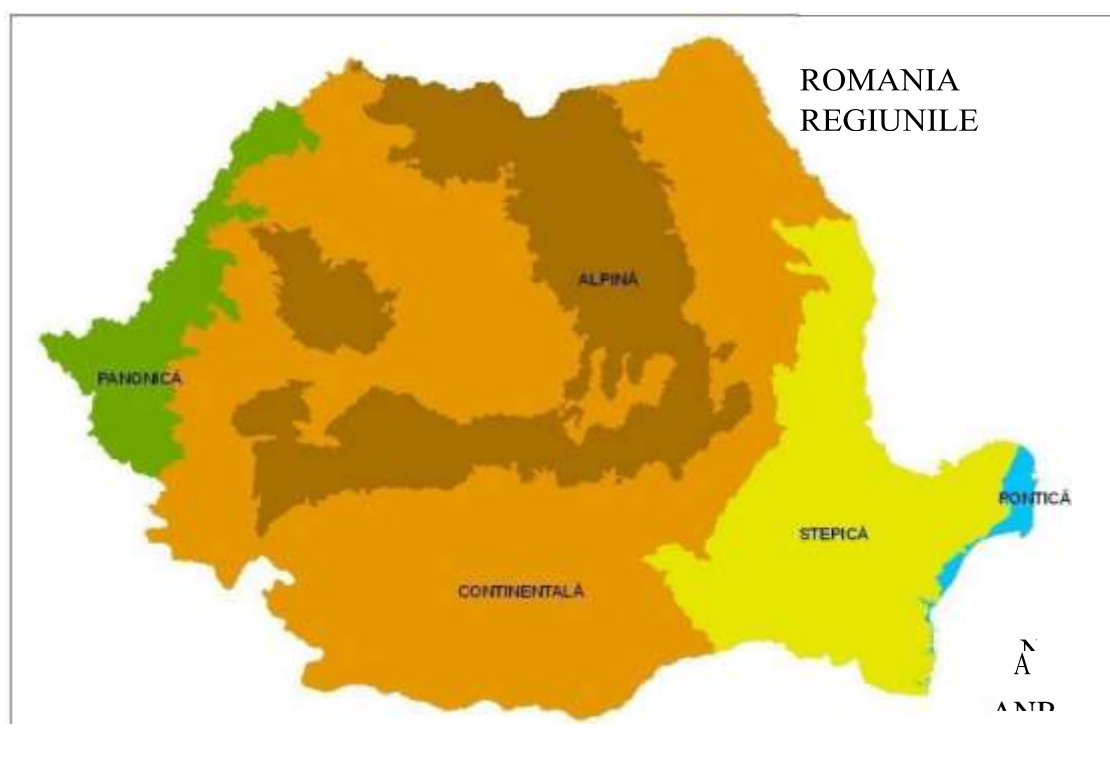 ROMANIA
REGIUNILE
ALPINĂ
PANONICĂ
PONTICĂ
STEPICĂ
CONTINENTALĂ
N
A